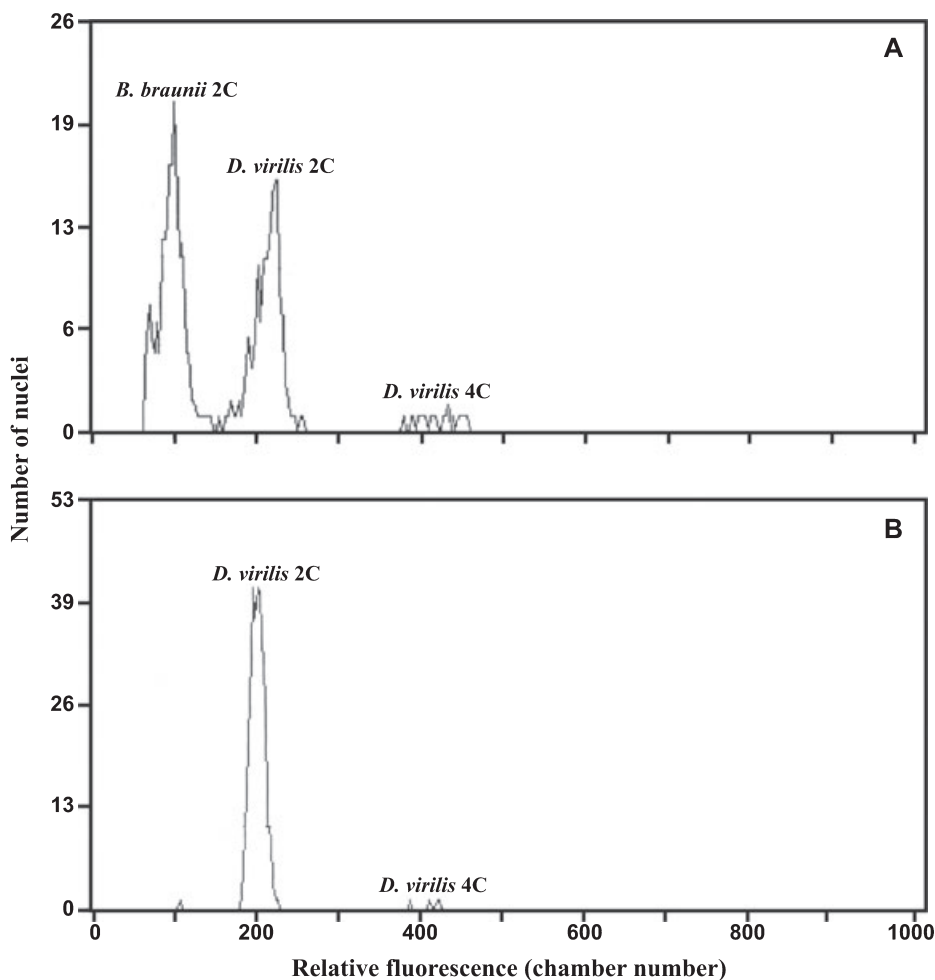 26
A
B. braunii 2C
19
D. virilis 2C
13
6
D. virilis 4C
0
Number of nuclei
53
B
D. virilis 2C
39
26
13
D. virilis 4C
0
0 200 400 600 800 1000
Relative fluorescence (chamber number)